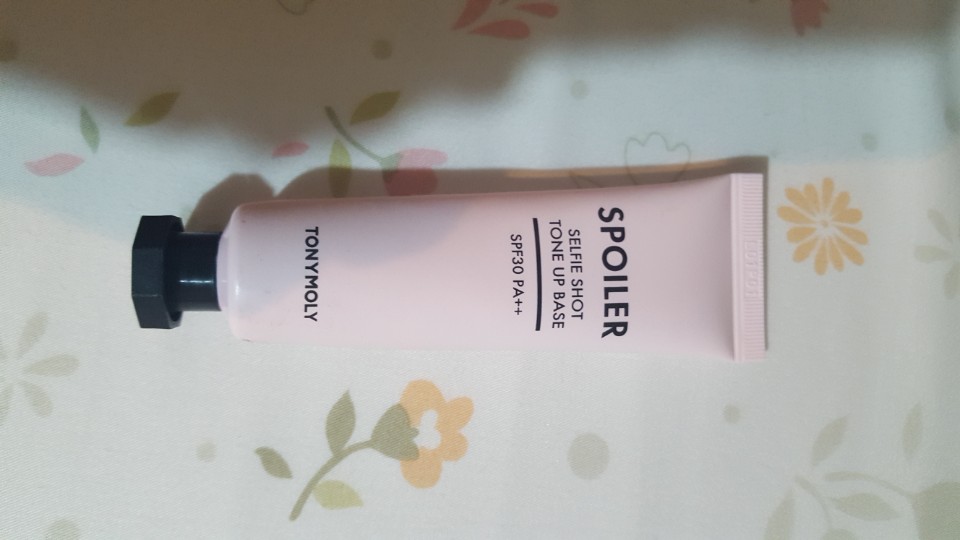 SPOILER
SELFIE SHOT
TONE UP BASE
SPF30 PA++
TONYMOLY